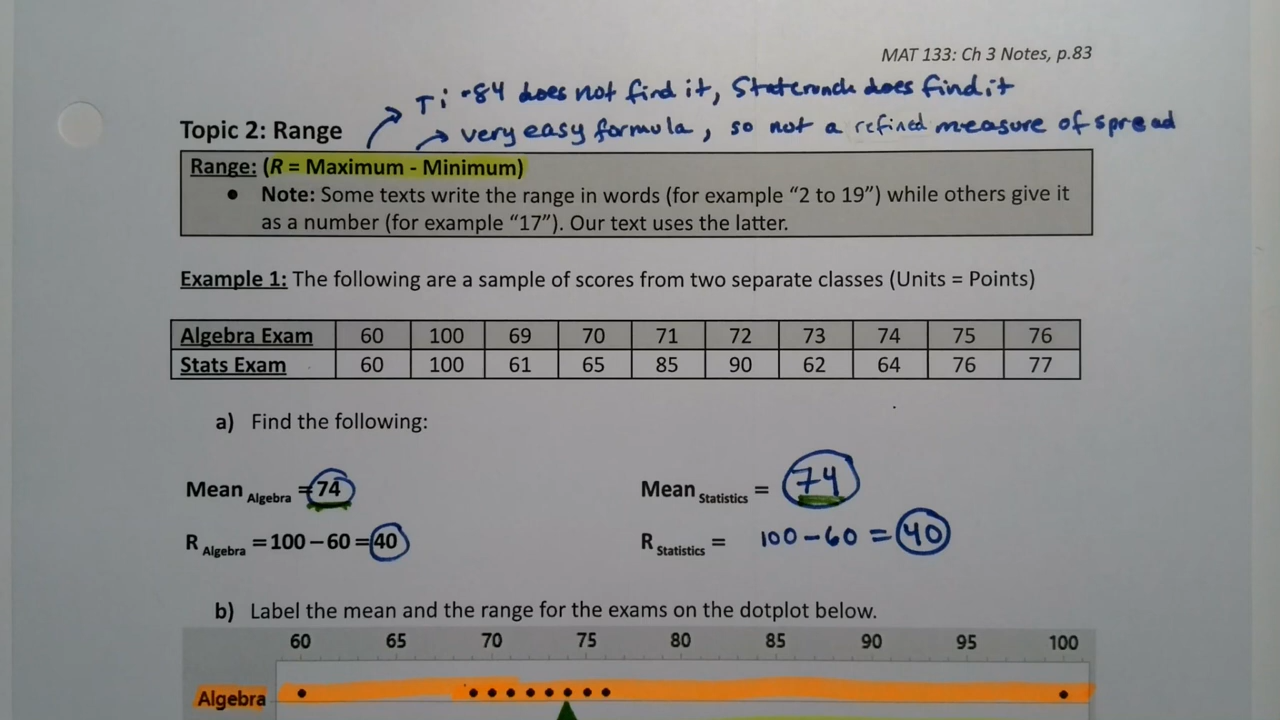 MAT 133: Ch 3 Notes, p.83
Ti-84 does not find it, Statcrunch does find it
Topic 2: Range
very easy formula, so not a refined measure of spread
Range: (R = Maximum - Minimum)
• Note: Some texts write the range in words (for example “2 to 19”) while others give it
as a number (for example “17”). Our text uses the latter.
Example 1: The following are a sample of scores from two separate classes (Units = Points)
Algebra Exam 60 100 69 70 71 72 73 74 75 76
Stats Exam 60 100 61 65 85 90 62 64 76 77
a) Find the following:
Mean Algebra = 74 Mean Statistics = 74
R Algebra = 100 – 60 = 40 R Statistics = 100 – 60 = 40
b) Label the mean and the range for the exams on the dotplot below.
60 65 70 75 80 85 90 95 100
Algebra